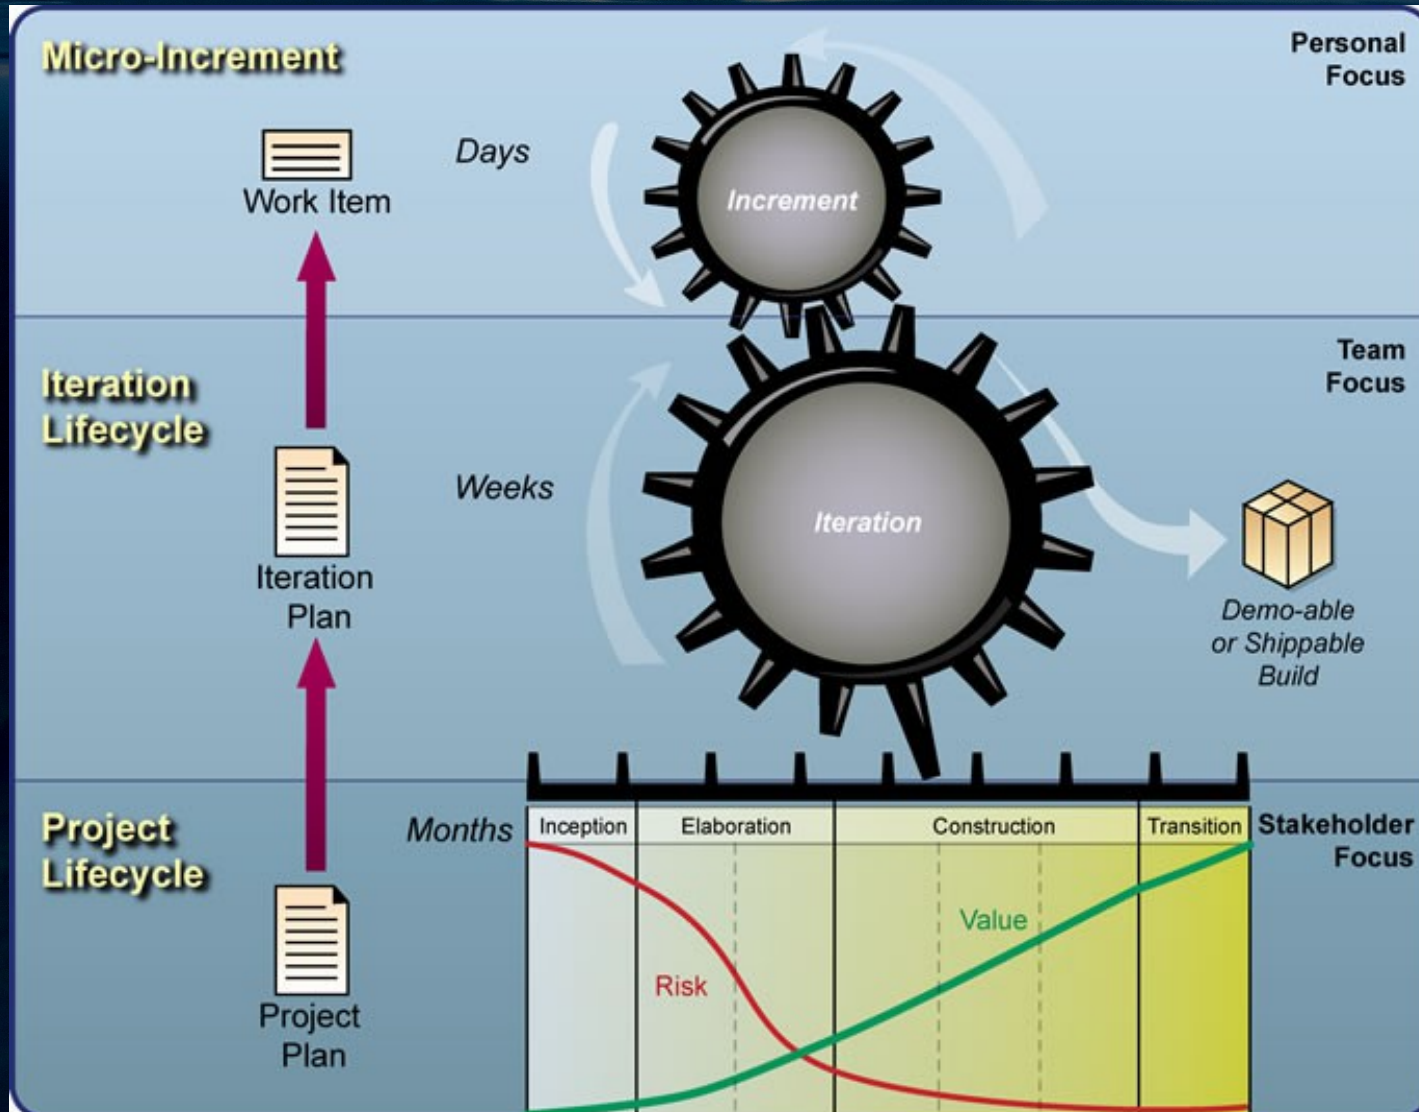 Micro-Increment
Personal
Focus
Days
Work Item
Increment
Iteration
Lifecycle
Team
Focus
Weeks
Iteration
Plan
Iteration
Demo-able
or Shippable
Build
Project
Lifecycle
Months
Inception
Elaboration
Construction
Transition
Stakeholder
Focus
Value
Risk
Project
Plan